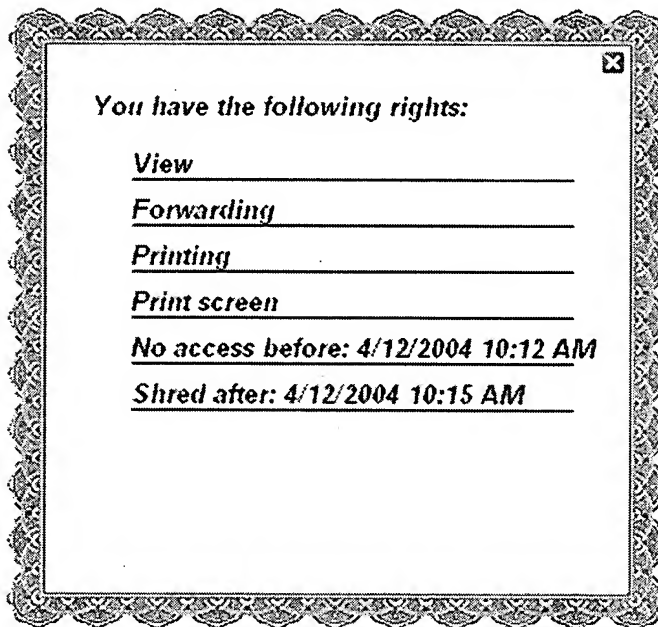 You have the following rights:
View
Forwarding
Printing
Print screen
No access before: 4/12/2004 10:12 AM
Shred after: 4/12/2004 10:15 AM